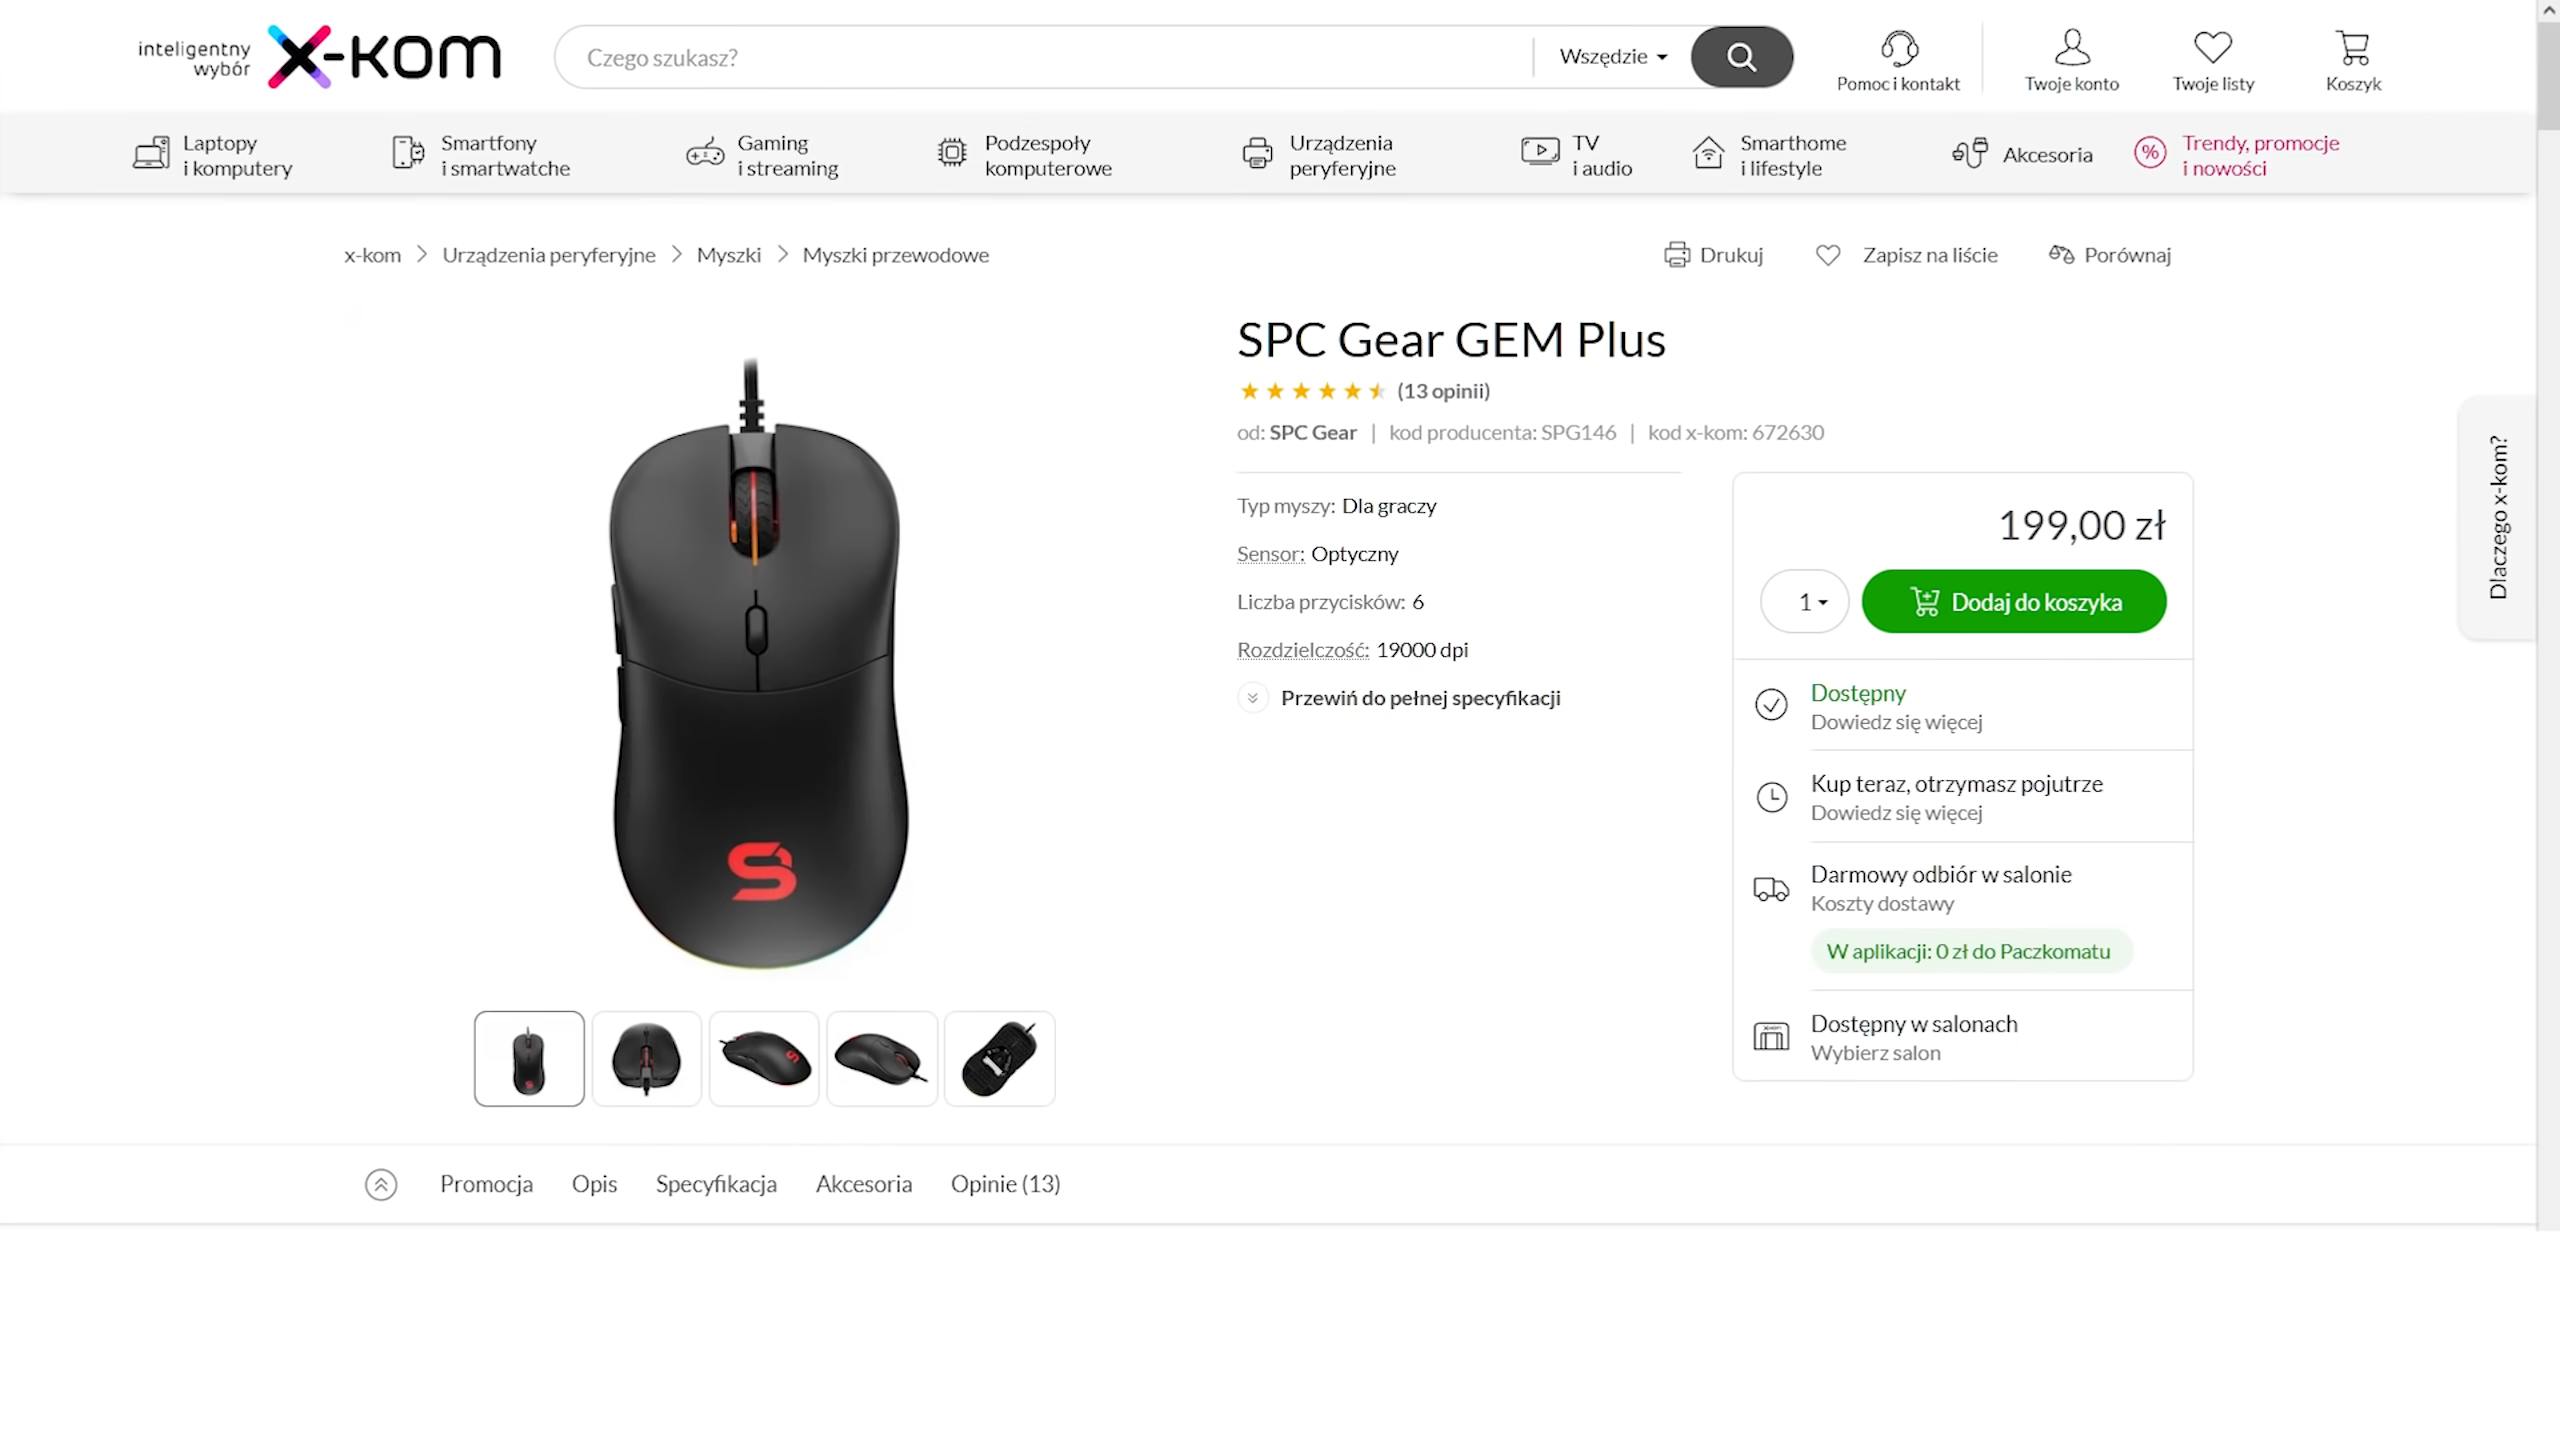 inteligentny
wybór
x-kom
Czego szukasz?
Wszędzie
Pomoc i kontakt
Twoje konto
Twoje listy
Koszyk
Laptopy
i komputery
Smartfony
i smartwatche
Gaming
i streaming
Podzespoły
komputerowe
Urządzenia
peryferyjne
TV
i audio
Smarthome
i lifestyle
Akcesoria
%
Trendy, promocje
i nowości
x-kom > Urządzenia peryferyjne > Myszki > Myszki przewodowe
Drukuj
Zapisz na liście
Porównaj
SPC Gear GEM Plus
(13 opinii)
od: SPC Gear | kod producenta: SPG146 | kod x-kom: 672630
Typ myszy: Dla graczy
Sensor: Optyczny
Liczba przycisków: 6
Rozdzielczość: 19000 dpi
Przewiń do pełnej specyfikacji
199,00 zł
1
Dodaj do koszyka
Dostępny
Dowiedz się więcej
Kup teraz, otrzymasz pojutrze
Dowiedz się więcej
Darmowy odbiór w salonie
Koszty dostawy
W aplikacji: 0 zł do Paczkomatu
Dostępny w salonach
Wybierz salon
Dlaczego x-kom?
Promocja
Opis
Specyfikacja
Akcesoria
Opinie (13)